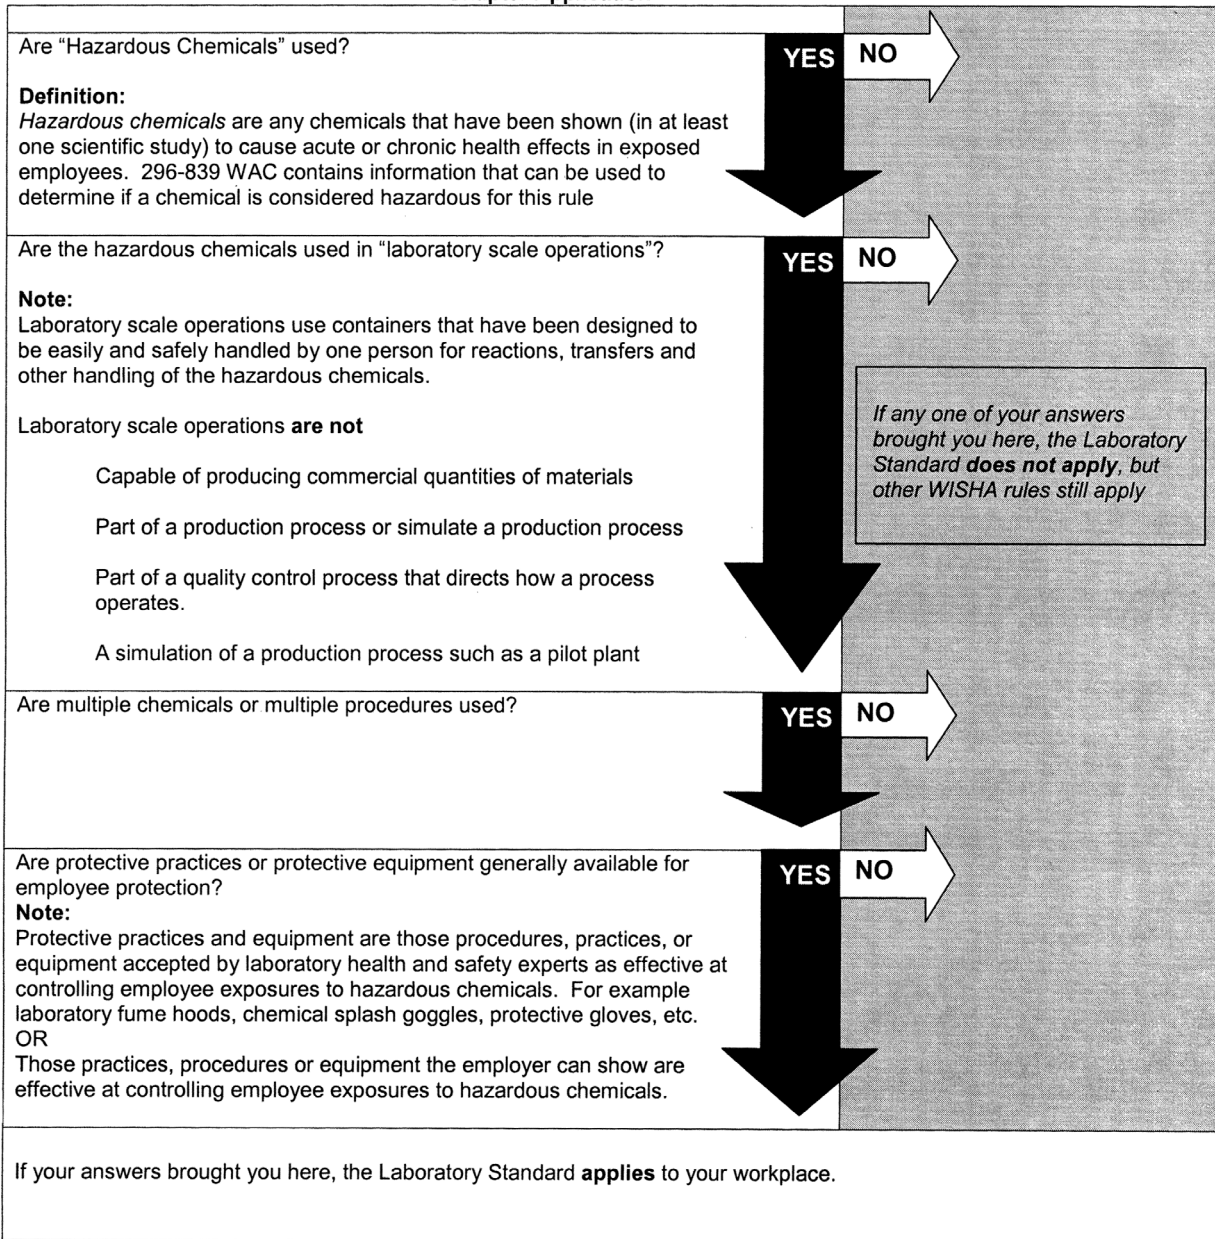 Are “Hazardous Chemicals” used?
YES
NO
Definition:
Hazardous chemicals are any chemicals that have been shown (in at least
one scientific study) to cause acute or chronic health effects in exposed
employees.  296-839 WAC contains information that can be used to
determine if a chemical is considered hazardous for this rule
Are the hazardous chemicals used in “laboratory scale operations”?
YES
NO
Note:
Laboratory scale operations use containers that have been designed to
be easily and safely handled by one person for reactions, transfers and
other handling of the hazardous chemicals.
Laboratory scale operations are not
Capable of producing commercial quantities of materials
Part of a production process or simulate a production process
Part of a quality control process that directs how a process
operates.
A simulation of a production process such as a pilot plant
If any one of your answers
brought you here, the Laboratory
Standard does not apply, but
other WISHA rules still apply
Are multiple chemicals or multiple procedures used?
YES
NO
Are protective practices or protective equipment generally available for
employee protection?
YES
NO
Note:
Protective practices and equipment are those procedures, practices, or
equipment accepted by laboratory health and safety experts as effective at
controlling employee exposures to hazardous chemicals.  For example
laboratory fume hoods, chemical splash goggles, protective gloves, etc.
OR
Those practices, procedures or equipment the employer can show are
effective at controlling employee exposures to hazardous chemicals.
If your answers brought you here, the Laboratory Standard applies to your workplace.